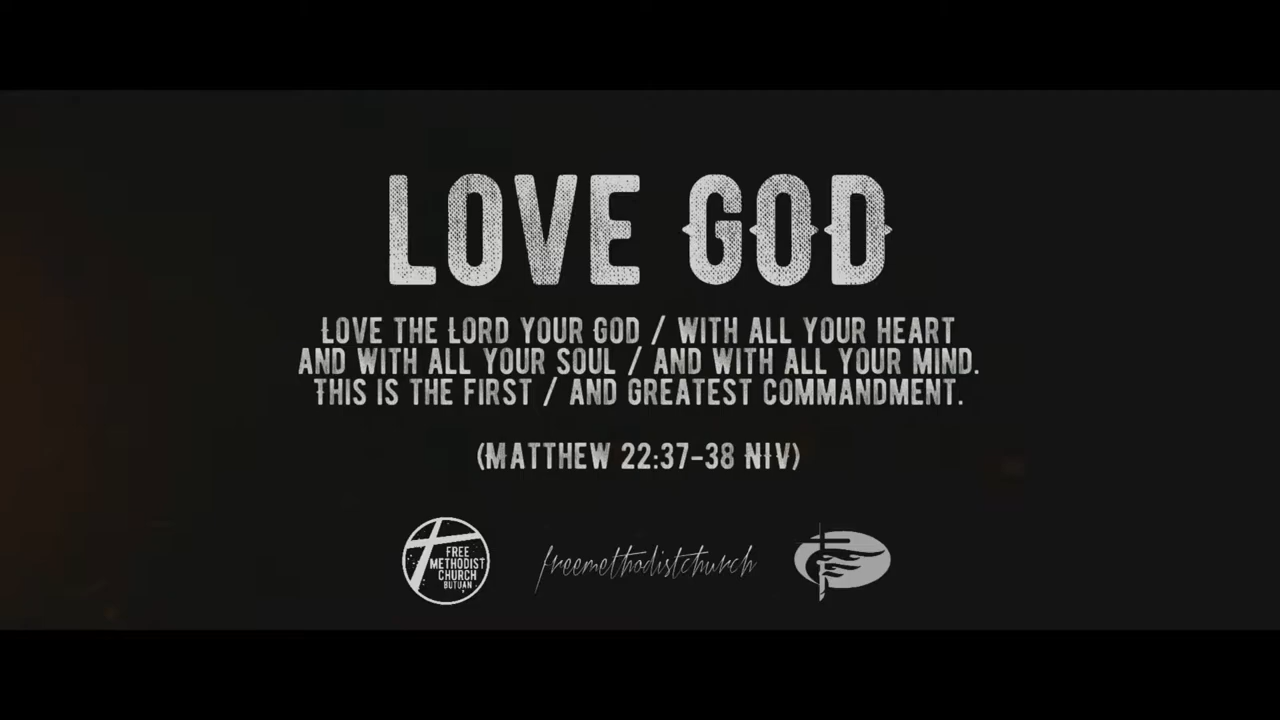 LOVE GOD
LOVE THE LORD YOUR GOD / WITH ALL YOUR HEART
AND WITH ALL YOUR SOUL / AND WITH ALL YOUR MIND.
THIS IS THE FIRST / AND GREATEST COMMANDMENT.
(MATTHEW 22:37-38 NIV)
FREE
METHODIST
CHURCH
BUTUAN
freemethodistchurch